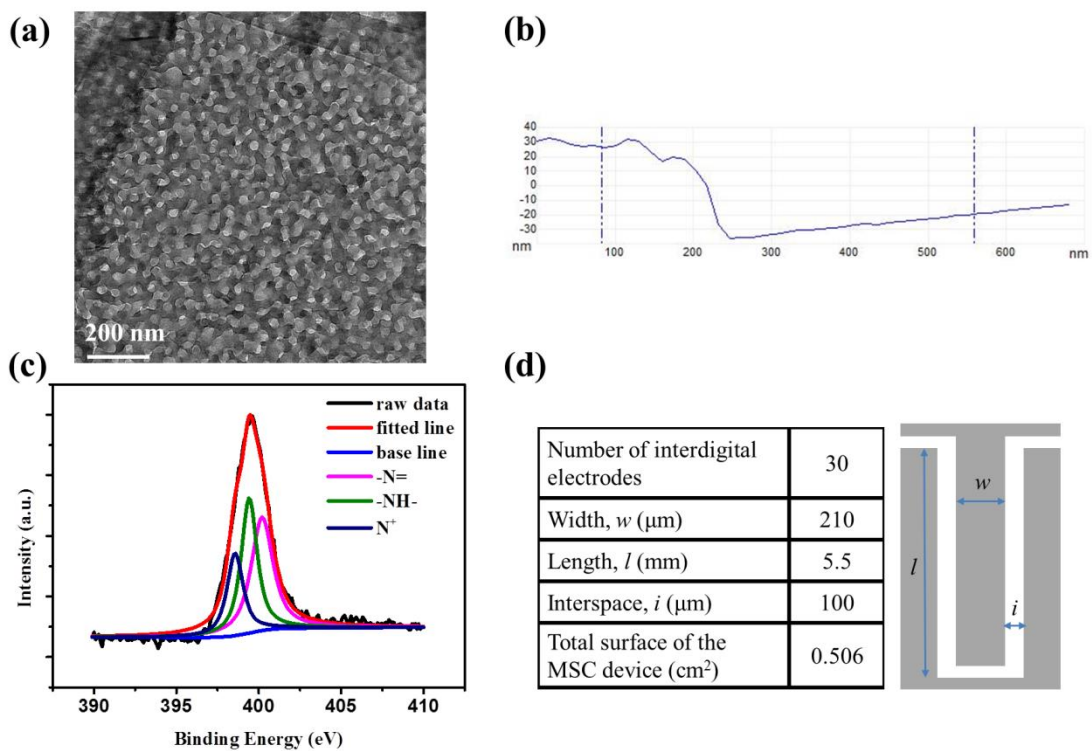 (a)
200 nm
(b)
40
30
20
10
0
-10
-20
-30
nm
100
200
300
400
500
600
nm
(c)
raw data
fitted line
base line
-N=
-NH-
N⁺
Intensity (a.u.)
390
395
400
405
410
Binding Energy (eV)
(d)
Number of interdigital
electrodes
30
Width, w (μm)
210
Length, l (mm)
5.5
Interspace, i (μm)
100
Total surface of the
MSC device (cm²)
0.506
w
l
i